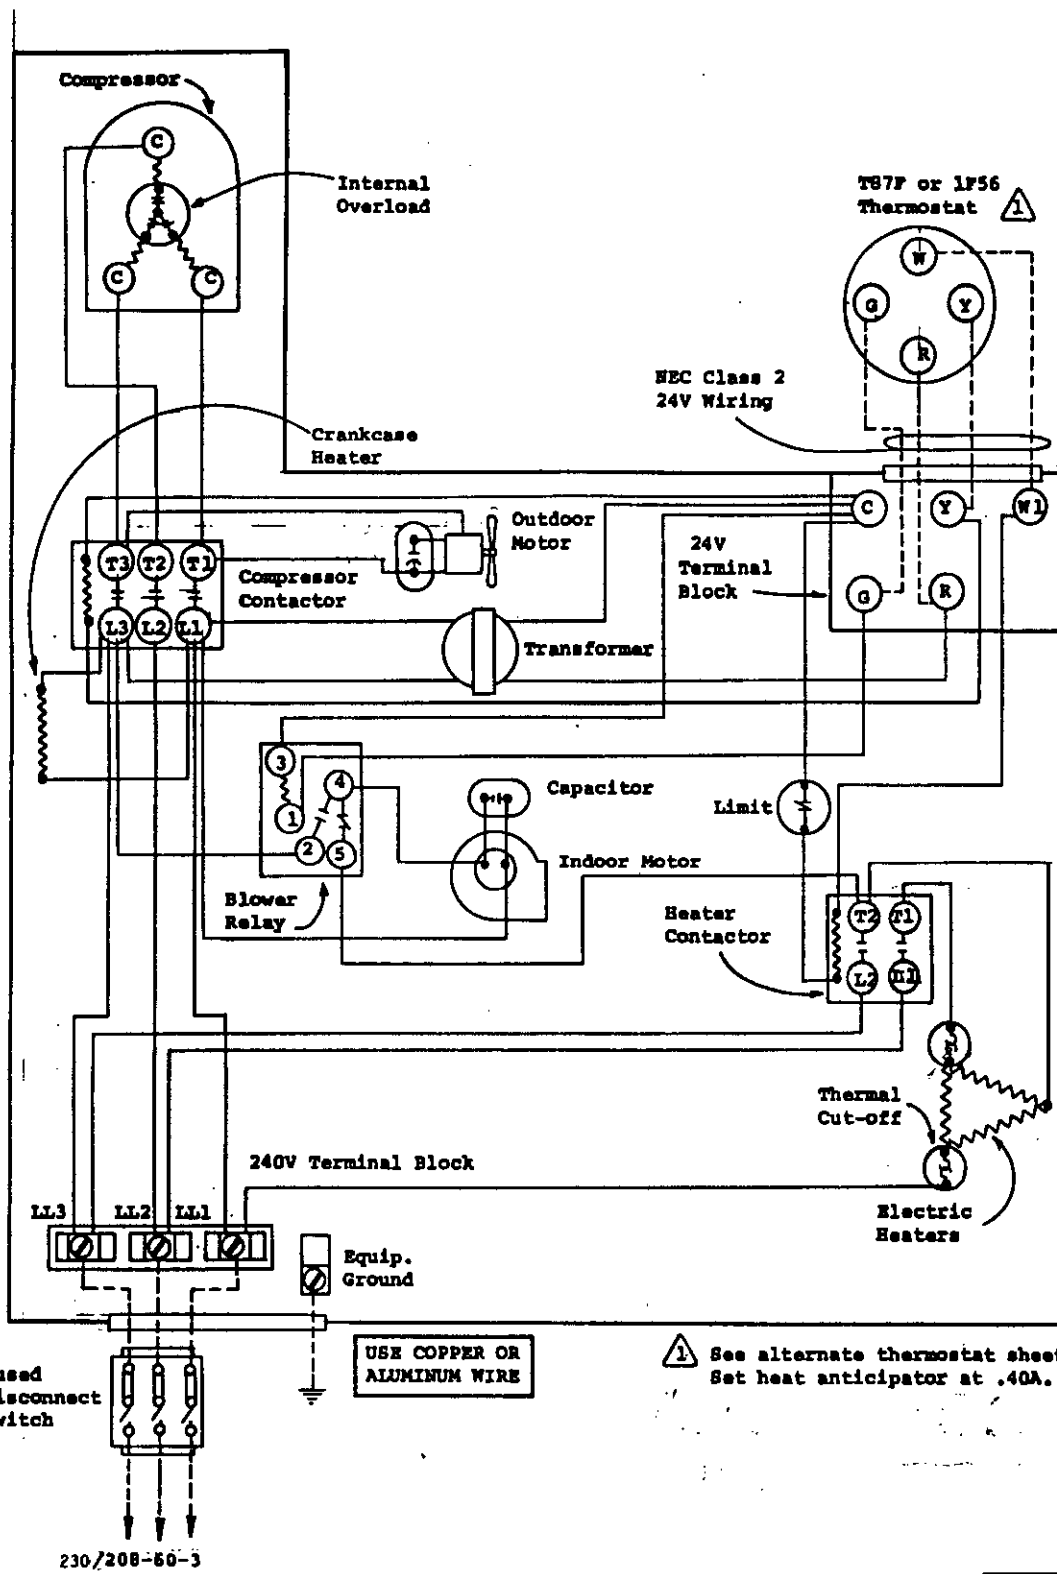 Compressor
C
Internal
Overload
C
C
T87F or 1F56
Thermostat 1
W
G
Y
R
NEC Class 2
24V Wiring
Crankcase
Heater
C
Y
W1
Outdoor
Motor
24V
Terminal
Block
G
R
T3
T2
T1
Compressor
Contactor
L3
L2
L1
Transformer
3
4
1
2
5
Capacitor
Limit
Indoor Motor
Blower
Relay
Heater
Contactor
T2
T1
L2
L1
Thermal
Cut-off
240V Terminal Block
LL3
LL2
LL1
Electric
Heaters
Equip.
Ground
USE COPPER OR
ALUMINUM WIRE
1 See alternate thermostat sheet
Set heat anticipator at .40A.
used
isconnect
witch
230/208-60-3